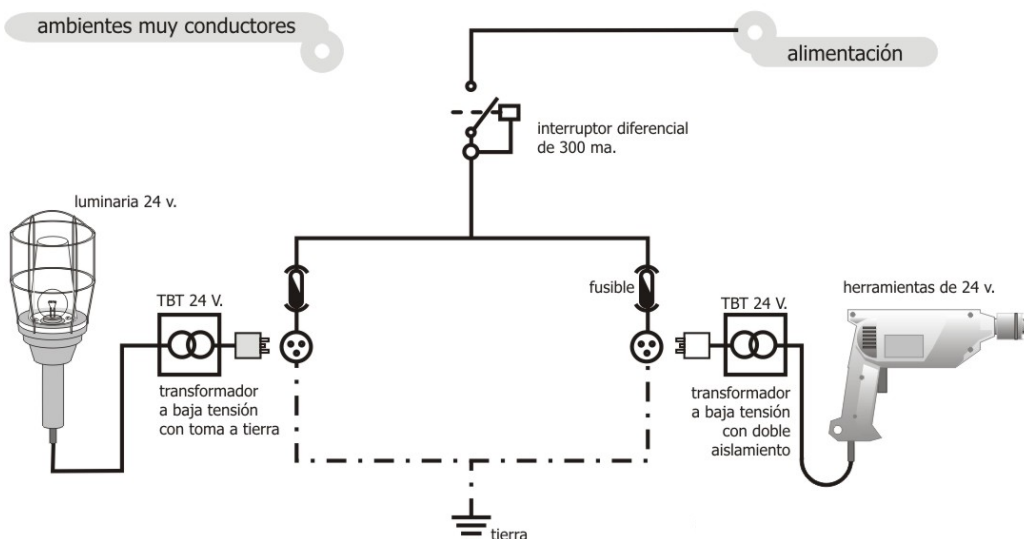 ambientes muy conductores
alimentación
interruptor diferencial
de 300 ma.
luminaria 24 v.
fusible
TBT 24 V.
TBT 24 V.
herramientas de 24 v.
transformador
a baja tensión
con toma a tierra
transformador
a baja tensión
con doble
aislamiento
tierra